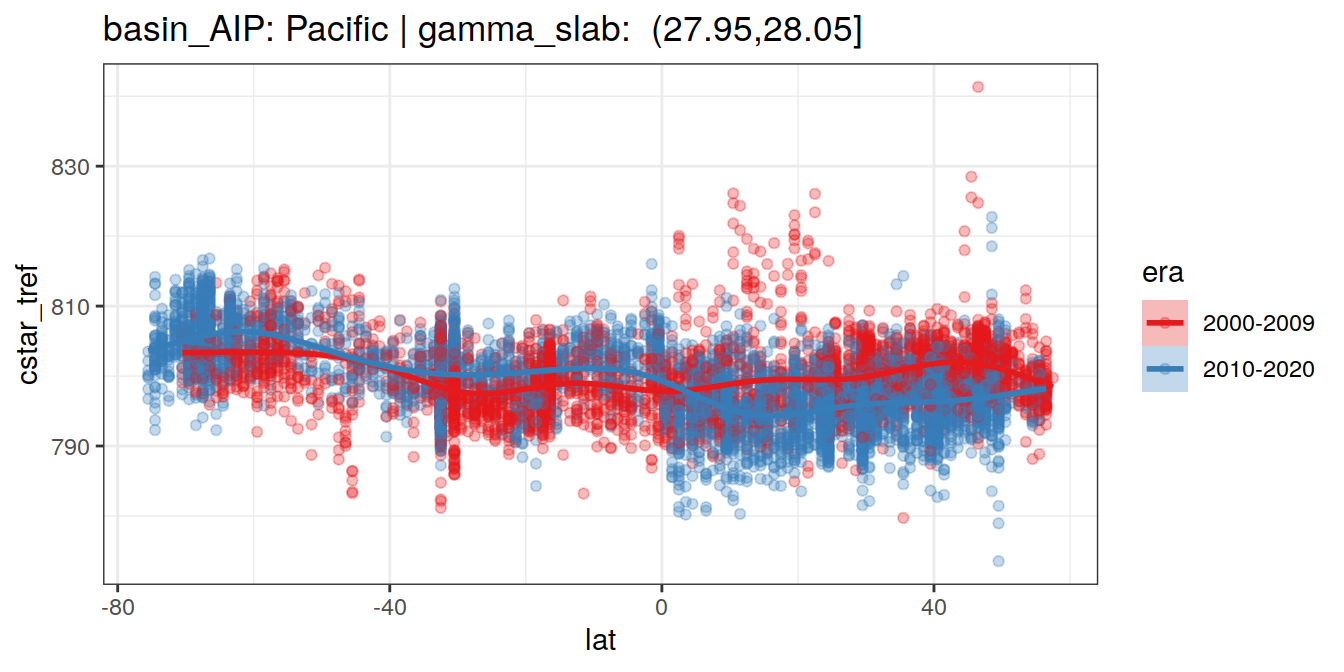 basin_AIP: Pacific | gamma_slab:  (27.95,28.05]
830
810
790
cstar_tref
-80
-40
0
40
lat
era
2000-2009
2010-2020